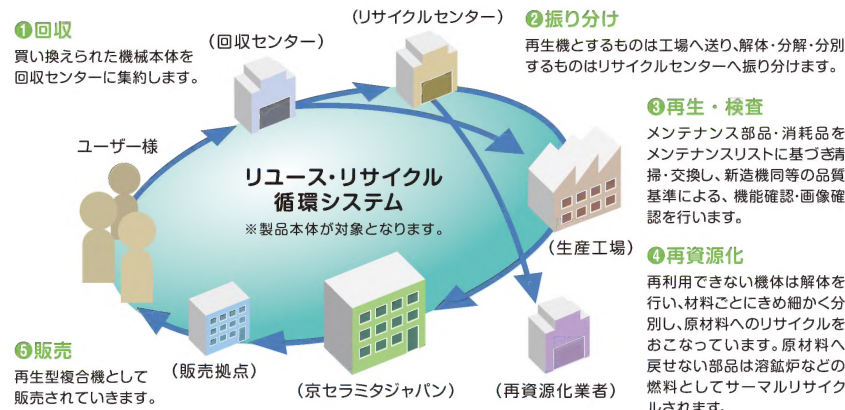 ❶回収
買い換えられた機械本体を
回収センターに集約します。
(回収センター)
(リサイクルセンター)
❷振り分け
再生機とするものは工場へ送り、解体・分解・分別
するものはリサイクルセンターへ振り分けます。
❸再生・検査
メンテナンス部品・消耗品を
メンテナンスリストに基づき清
掃・交換し、新造機同等の品質
基準による、機能確認・画像確
認を行います。
ユーザー様
リユース・リサイクル
循環システム
※製品本体が対象となります。
(生産工場)
❹再資源化
再利用できない機体は解体を
行い、材料ごとにきめ細かく分
別し、原材料へのリサイクルを
おこなっています。原材料へ
戻せない部品は溶鉱炉などの
燃料としてサーマルリサイク
ルされます。
❺販売
再生型複合機として
販売されていきます。
(販売拠点)
(京セラミタジャパン)
(再資源化業者)